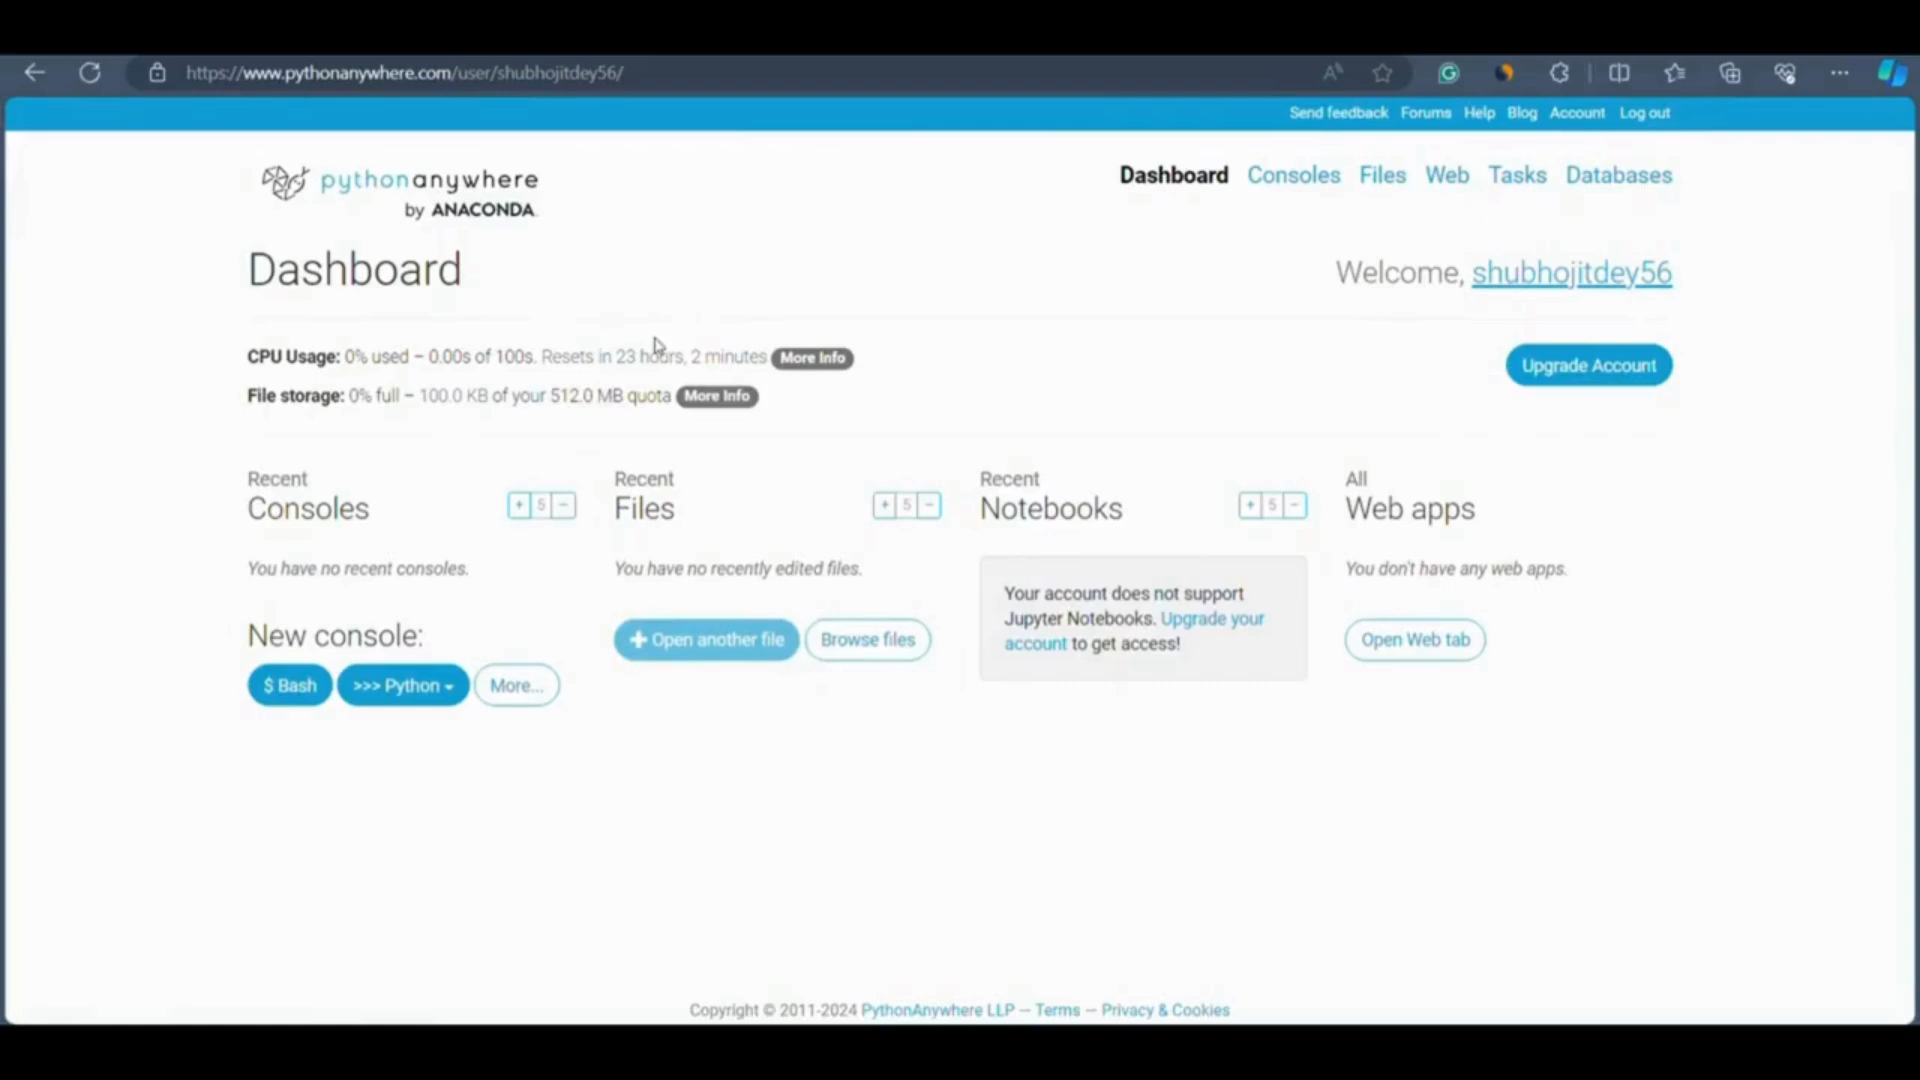 https://www.pythonanywhere.com/user/shubhojitdey56/
Send feedback Forums Help Blog Account Log out
pythonanywhere
by ANACONDA.
Dashboard Consoles Files Web Tasks Databases
Dashboard
Welcome, shubhojitdey56
CPU Usage: 0% used – 0.00s of 100s. Resets in 23 hours, 2 minutes More Info
File storage: 0% full – 100.0 KB of your 512.0 MB quota More Info
Upgrade Account
Recent
Consoles
+ 5 −
You have no recent consoles.
New console:
$ Bash >>> Python More...
Recent
Files
+ 5 −
You have no recently edited files.
+ Open another file Browse files
Recent
Notebooks
+ 5 −
Your account does not support
Jupyter Notebooks. Upgrade your
account to get access!
All
Web apps
You don't have any web apps.
Open Web tab
Copyright © 2011-2024 PythonAnywhere LLP — Terms — Privacy & Cookies